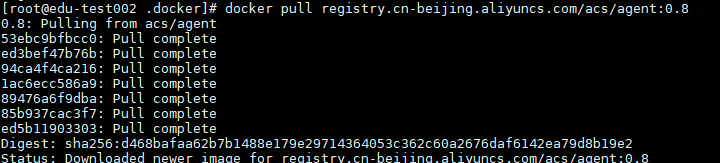 [root@edu-test002 .docker]# docker pull registry.cn-beijing.aliyuncs.com/acs/agent:0.8
0.8: Pulling from acs/agent
53ebc9bfbcc0: Pull complete
ed3bef47b76b: Pull complete
94ca4f4ca216: Pull complete
1ac6ecc586a9: Pull complete
89476a6f9dba: Pull complete
85b937cac3f7: Pull complete
ed5b11903303: Pull complete
Digest: sha256:d468bafaa62b7b1488e179e29714364053c362c60a2676daf6142ea79d8b19e2
Status: Downloaded newer image for registry.cn-beijing.aliyuncs.com/acs/agent:0.8